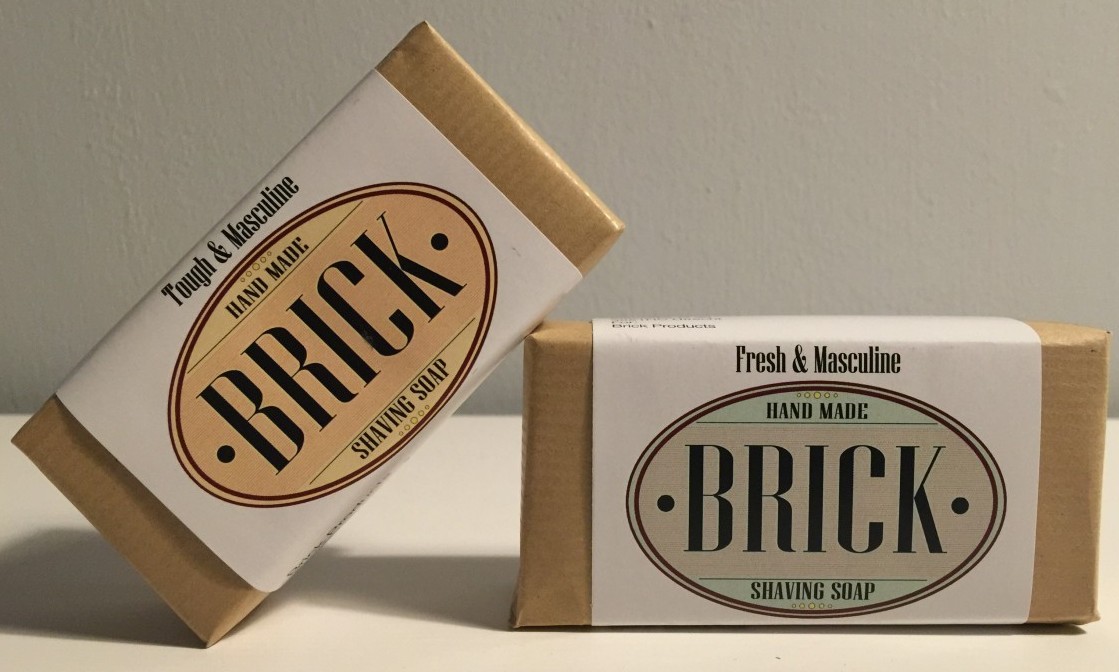 Tough & Masculine
HAND MADE
BRICK
SHAVING SOAP
Brick Products
Fresh & Masculine
HAND MADE
BRICK
SHAVING SOAP